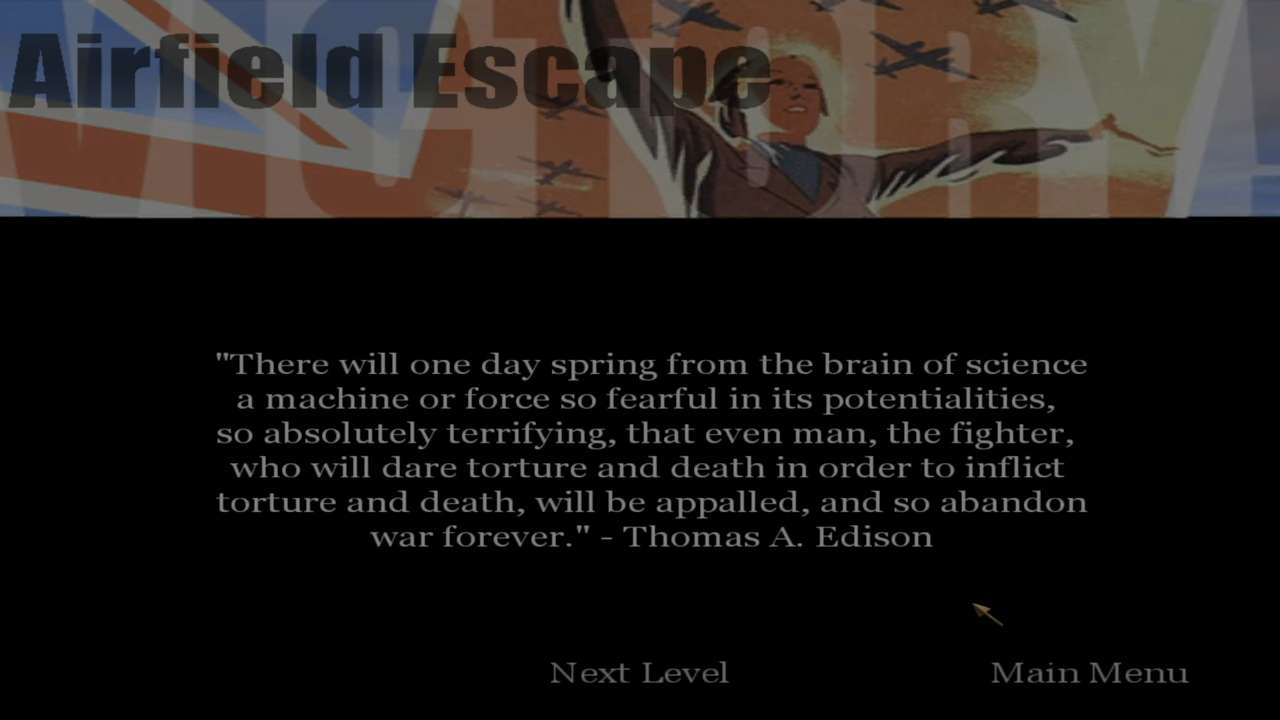 VICTORY
Airfield Escape
"There will one day spring from the brain of science
a machine or force so fearful in its potentialities,
so absolutely terrifying, that even man, the fighter,
who will dare torture and death in order to inflict
torture and death, will be appalled, and so abandon
war forever." - Thomas A. Edison
Next Level
Main Menu